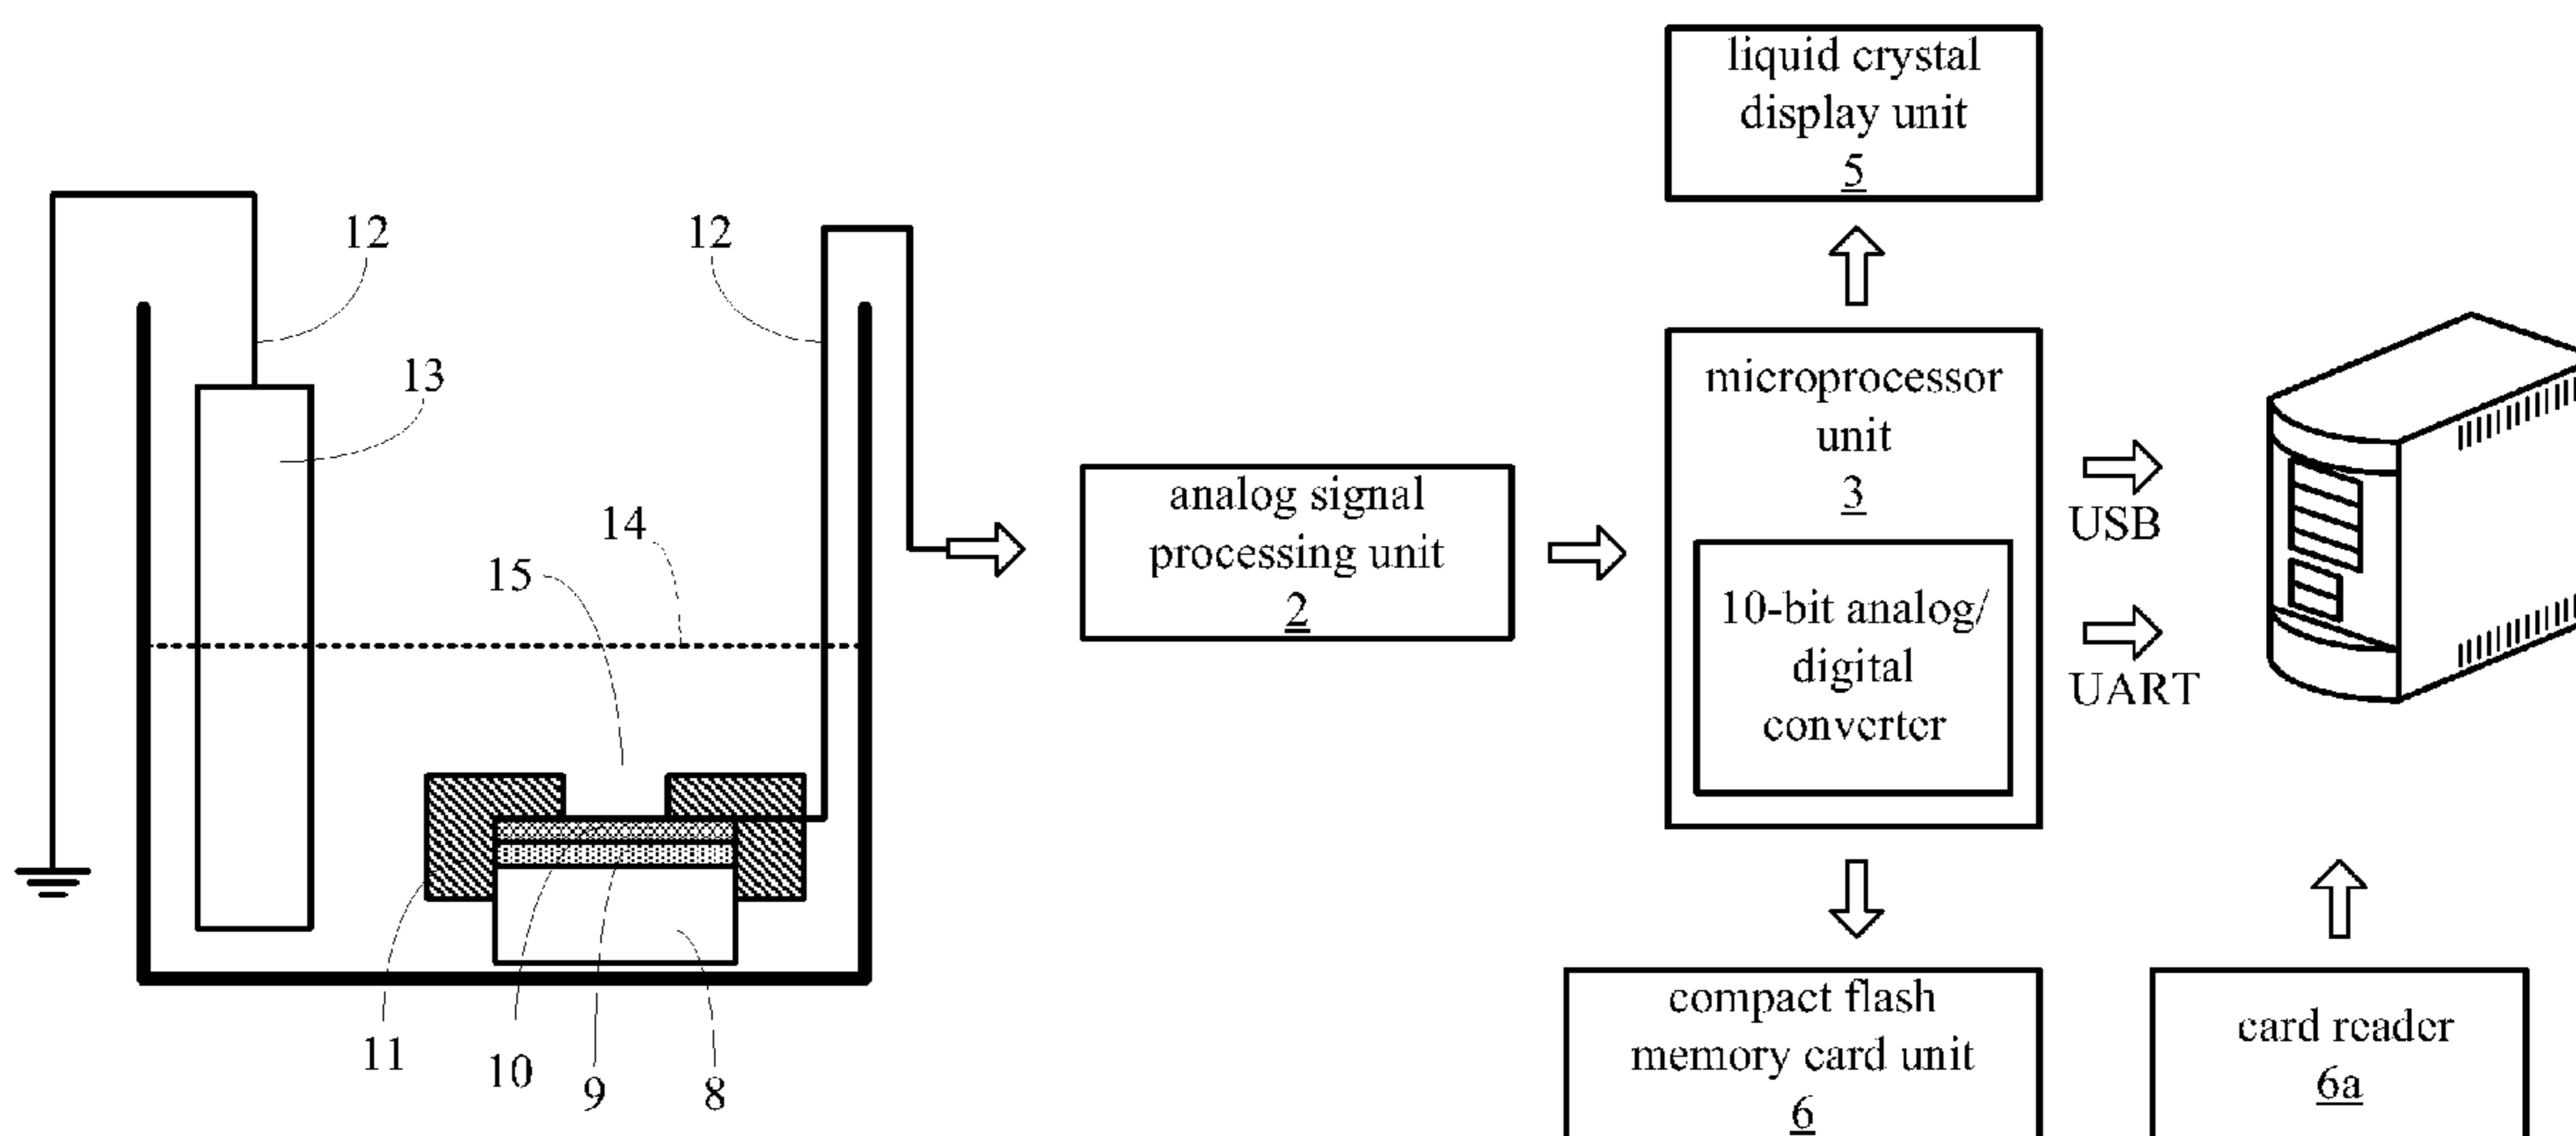 12
12
13
14
15
11
10
9
8
analog signal
processing unit
2
liquid crystal
display unit
5
microprocessor
unit
3
10-bit analog/
digital
converter
USB
UART
compact flash
memory card unit
6
card reader
6a